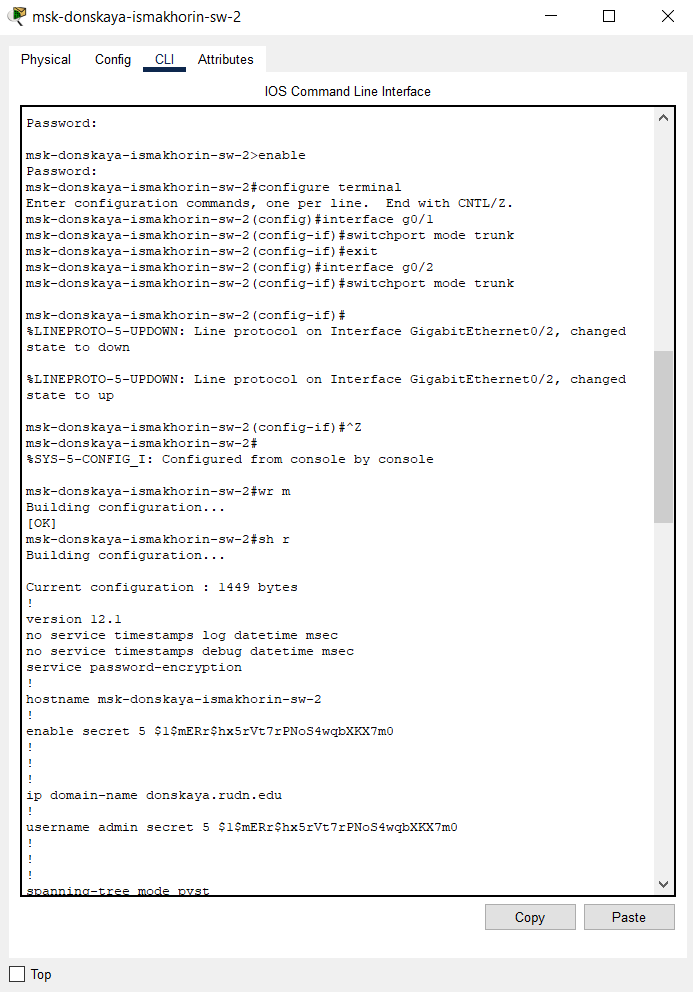 msk-donskaya-ismakhorin-sw-2
Physical Config CLI Attributes
IOS Command Line Interface
Password:
msk-donskaya-ismakhorin-sw-2>enable
Password:
msk-donskaya-ismakhorin-sw-2#configure terminal
Enter configuration commands, one per line.  End with CNTL/Z.
msk-donskaya-ismakhorin-sw-2(config)#interface g0/1
msk-donskaya-ismakhorin-sw-2(config-if)#switchport mode trunk
msk-donskaya-ismakhorin-sw-2(config-if)#exit
msk-donskaya-ismakhorin-sw-2(config)#interface g0/2
msk-donskaya-ismakhorin-sw-2(config-if)#switchport mode trunk
msk-donskaya-ismakhorin-sw-2(config-if)#
%LINEPROTO-5-UPDOWN: Line protocol on Interface GigabitEthernet0/2, changed
state to down
%LINEPROTO-5-UPDOWN: Line protocol on Interface GigabitEthernet0/2, changed
state to up
msk-donskaya-ismakhorin-sw-2(config-if)#^Z
msk-donskaya-ismakhorin-sw-2#
%SYS-5-CONFIG_I: Configured from console by console
msk-donskaya-ismakhorin-sw-2#wr m
Building configuration...
[OK]
msk-donskaya-ismakhorin-sw-2#sh r
Building configuration...
Current configuration : 1449 bytes
!
version 12.1
no service timestamps log datetime msec
no service timestamps debug datetime msec
service password-encryption
!
hostname msk-donskaya-ismakhorin-sw-2
!
enable secret 5 $1$mERr$hx5rVt7rPNoS4wqbXKX7m0
!
!
!
ip domain-name donskaya.rudn.edu
!
username admin secret 5 $1$mERr$hx5rVt7rPNoS4wqbXKX7m0
!
!
!
spanning-tree mode pvst
Copy Paste
Top